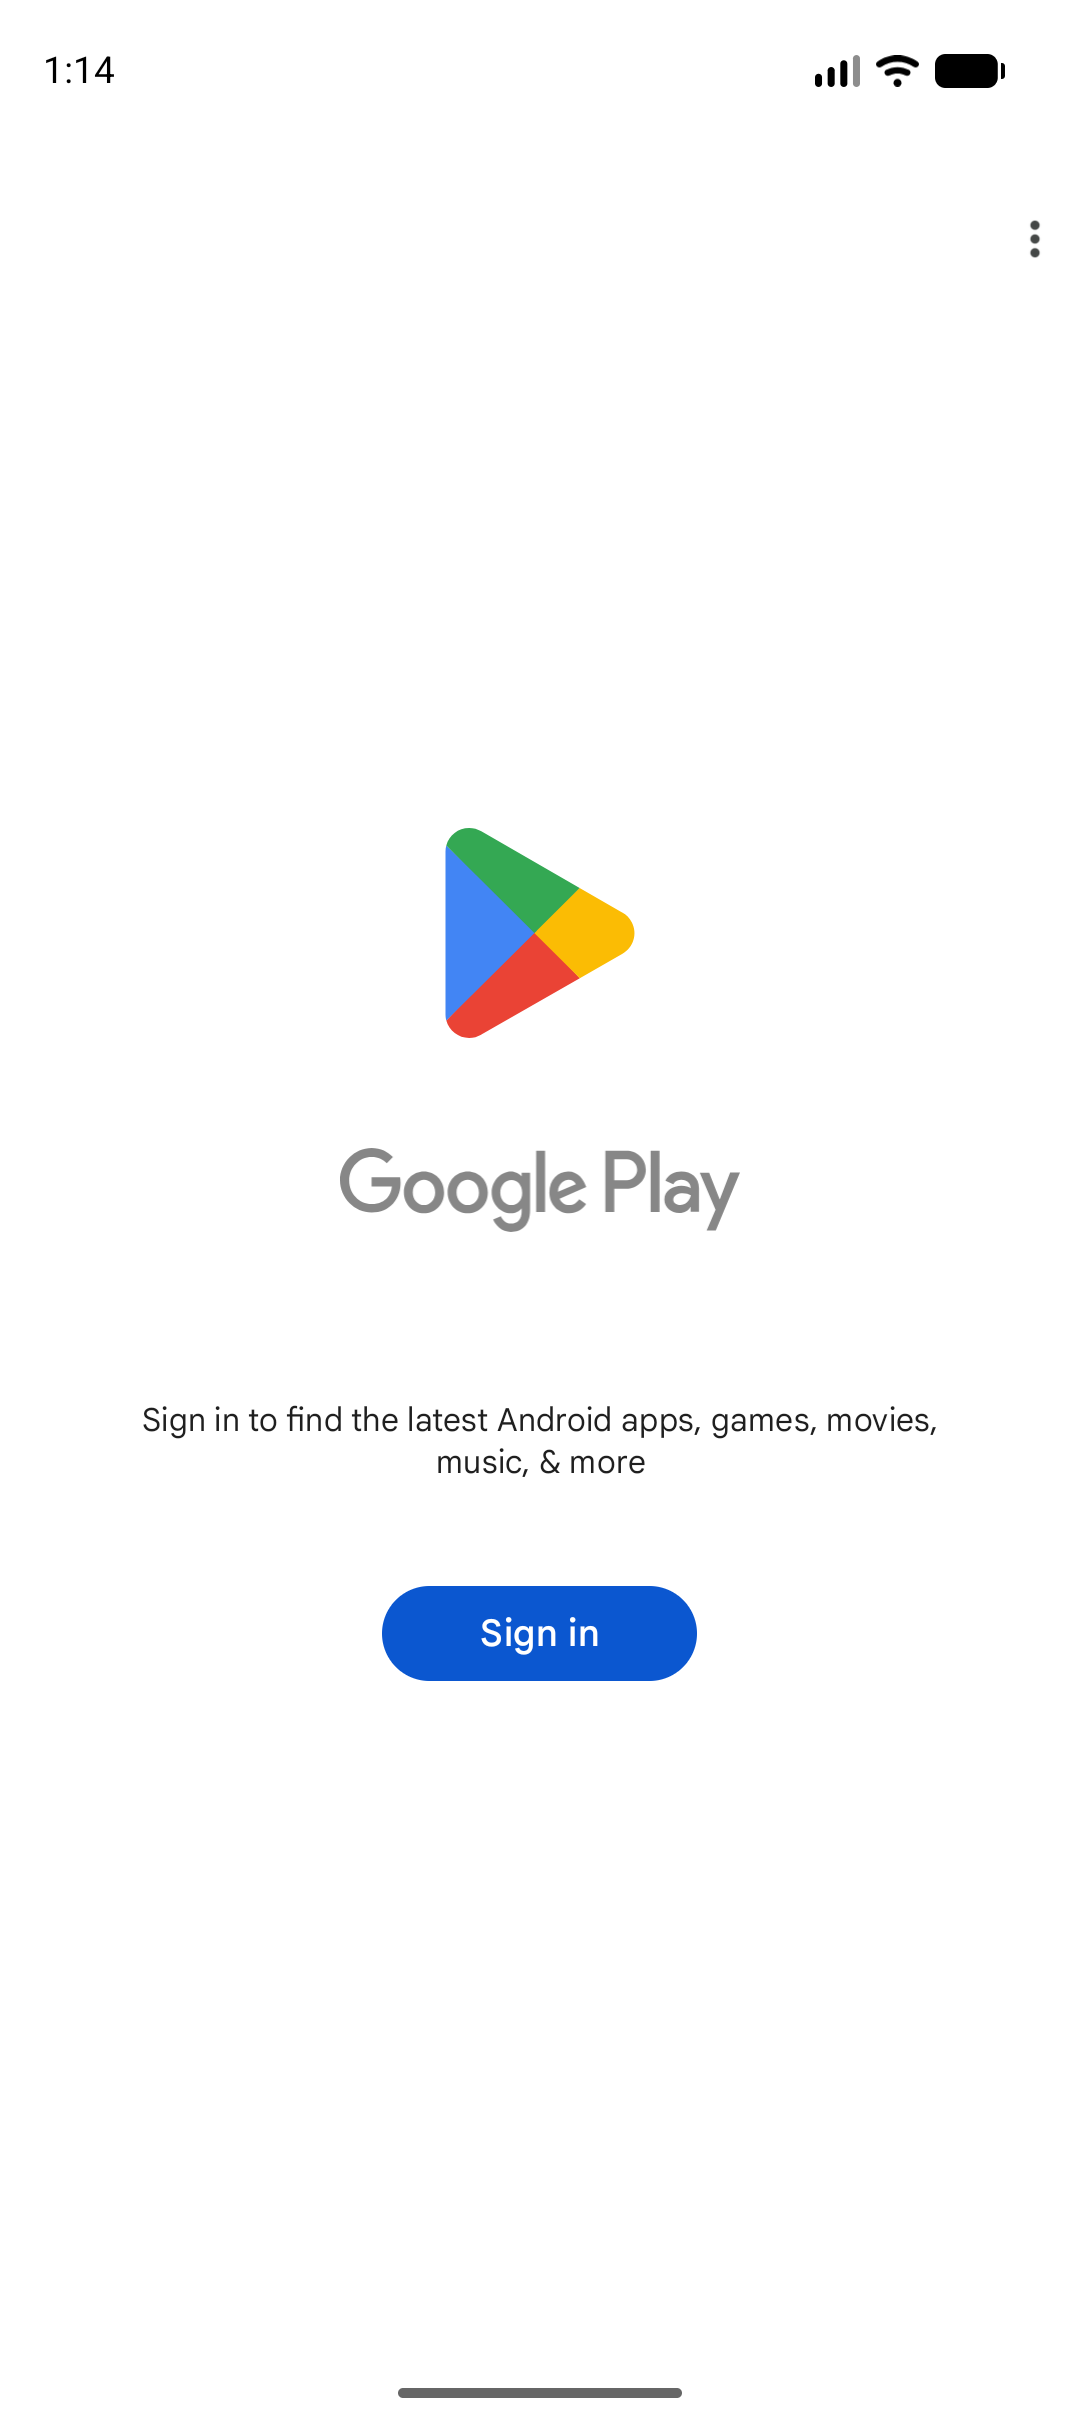 1:14
Google Play
Sign in to find the latest Android apps, games, movies,
music, & more
Sign in